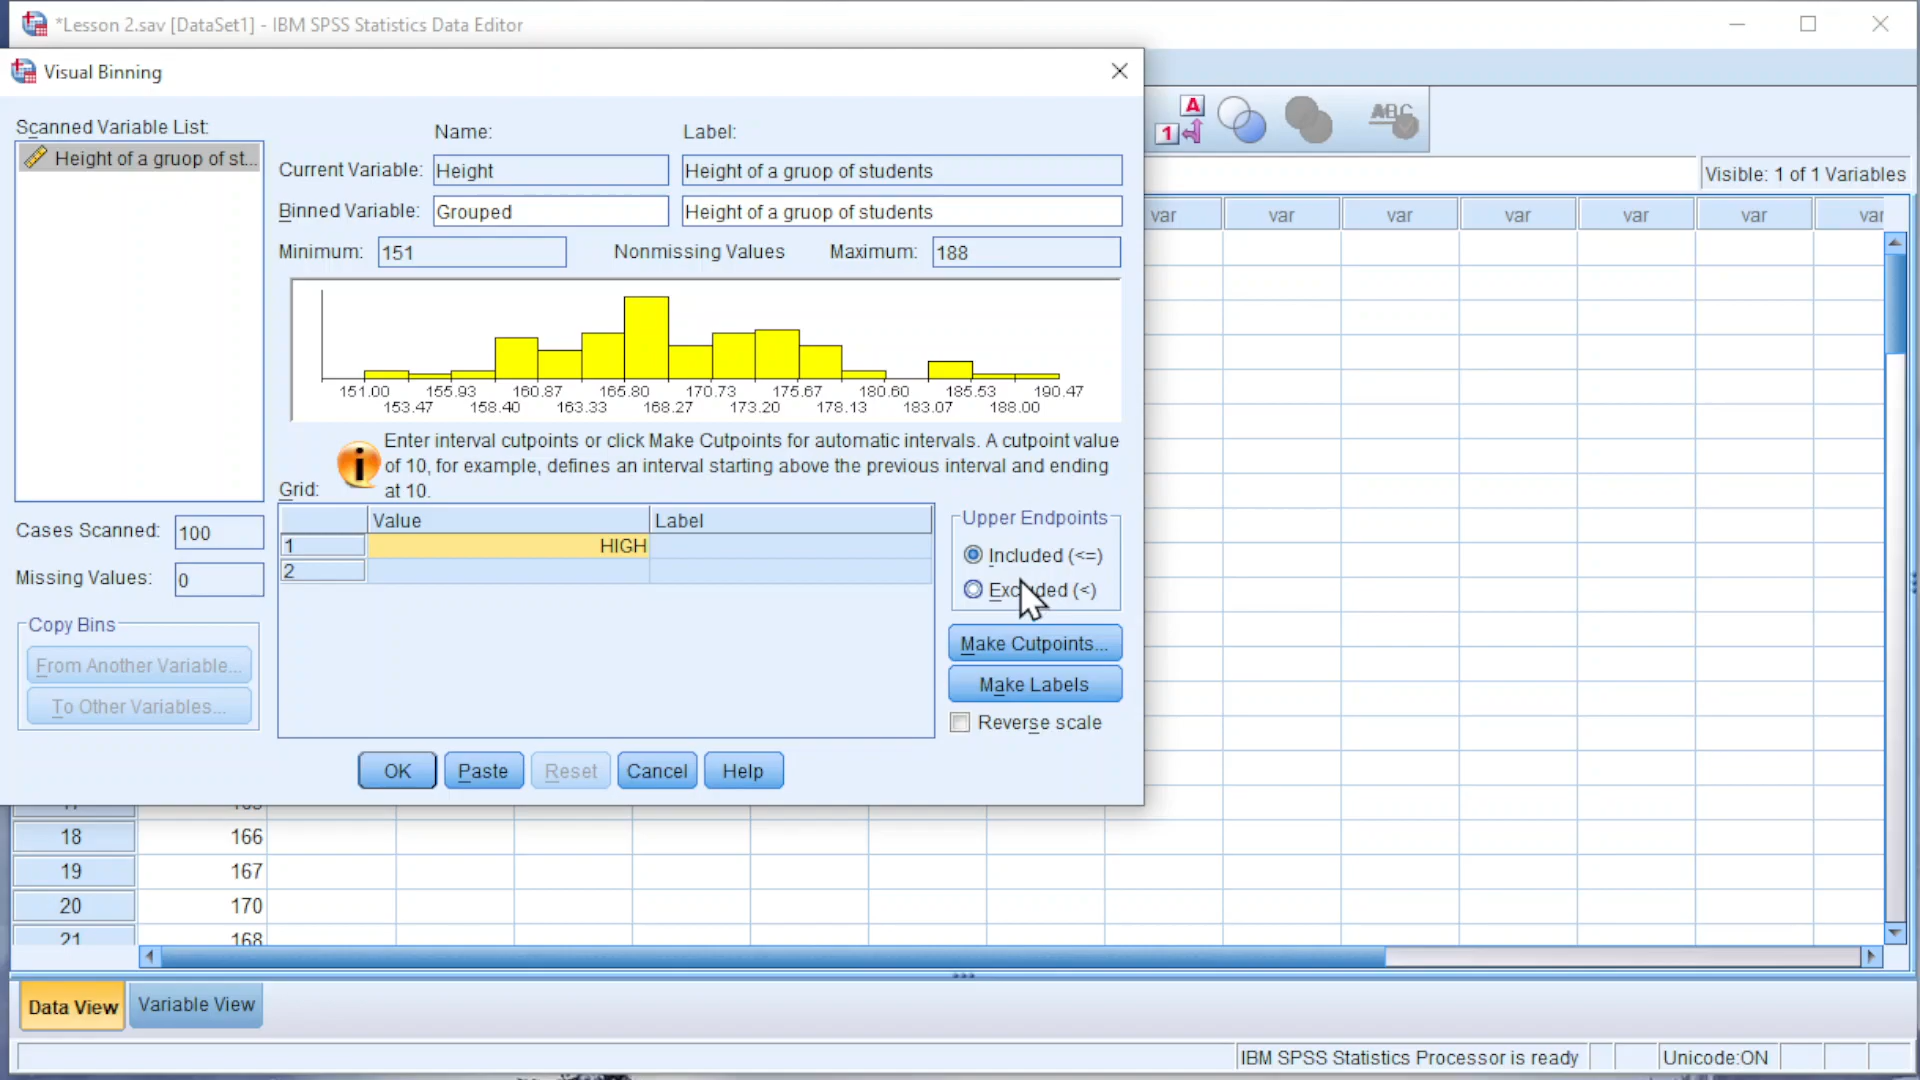 *Lesson 2.sav [DataSet1] - IBM SPSS Statistics Data Editor
Visual Binning
Scanned Variable List:
Height of a gruop of st...
Name:
Label:
Current Variable:
Height
Height of a gruop of students
Binned Variable:
Grouped
Height of a gruop of students
Minimum:
151
Nonmissing Values
Maximum:
188
151.00 155.93 160.87 165.80 170.73 175.67 180.60 185.53 190.47
153.47 158.40 163.33 168.27 173.20 178.13 183.07 188.00
Enter interval cutpoints or click Make Cutpoints for automatic intervals. A cutpoint value
of 10, for example, defines an interval starting above the previous interval and ending
at 10.
Grid:
Value
Label
1
HIGH
2
Cases Scanned:
100
Missing Values:
0
Copy Bins
From Another Variable...
To Other Variables...
Upper Endpoints
Included (<=)
Excluded (<)
Make Cutpoints...
Make Labels
Reverse scale
OK
Paste
Reset
Cancel
Help
A
1
ABC
Visible: 1 of 1 Variables
var var var var var var var
18 166
19 167
20 170
21 168
Data View
Variable View
IBM SPSS Statistics Processor is ready
Unicode:ON